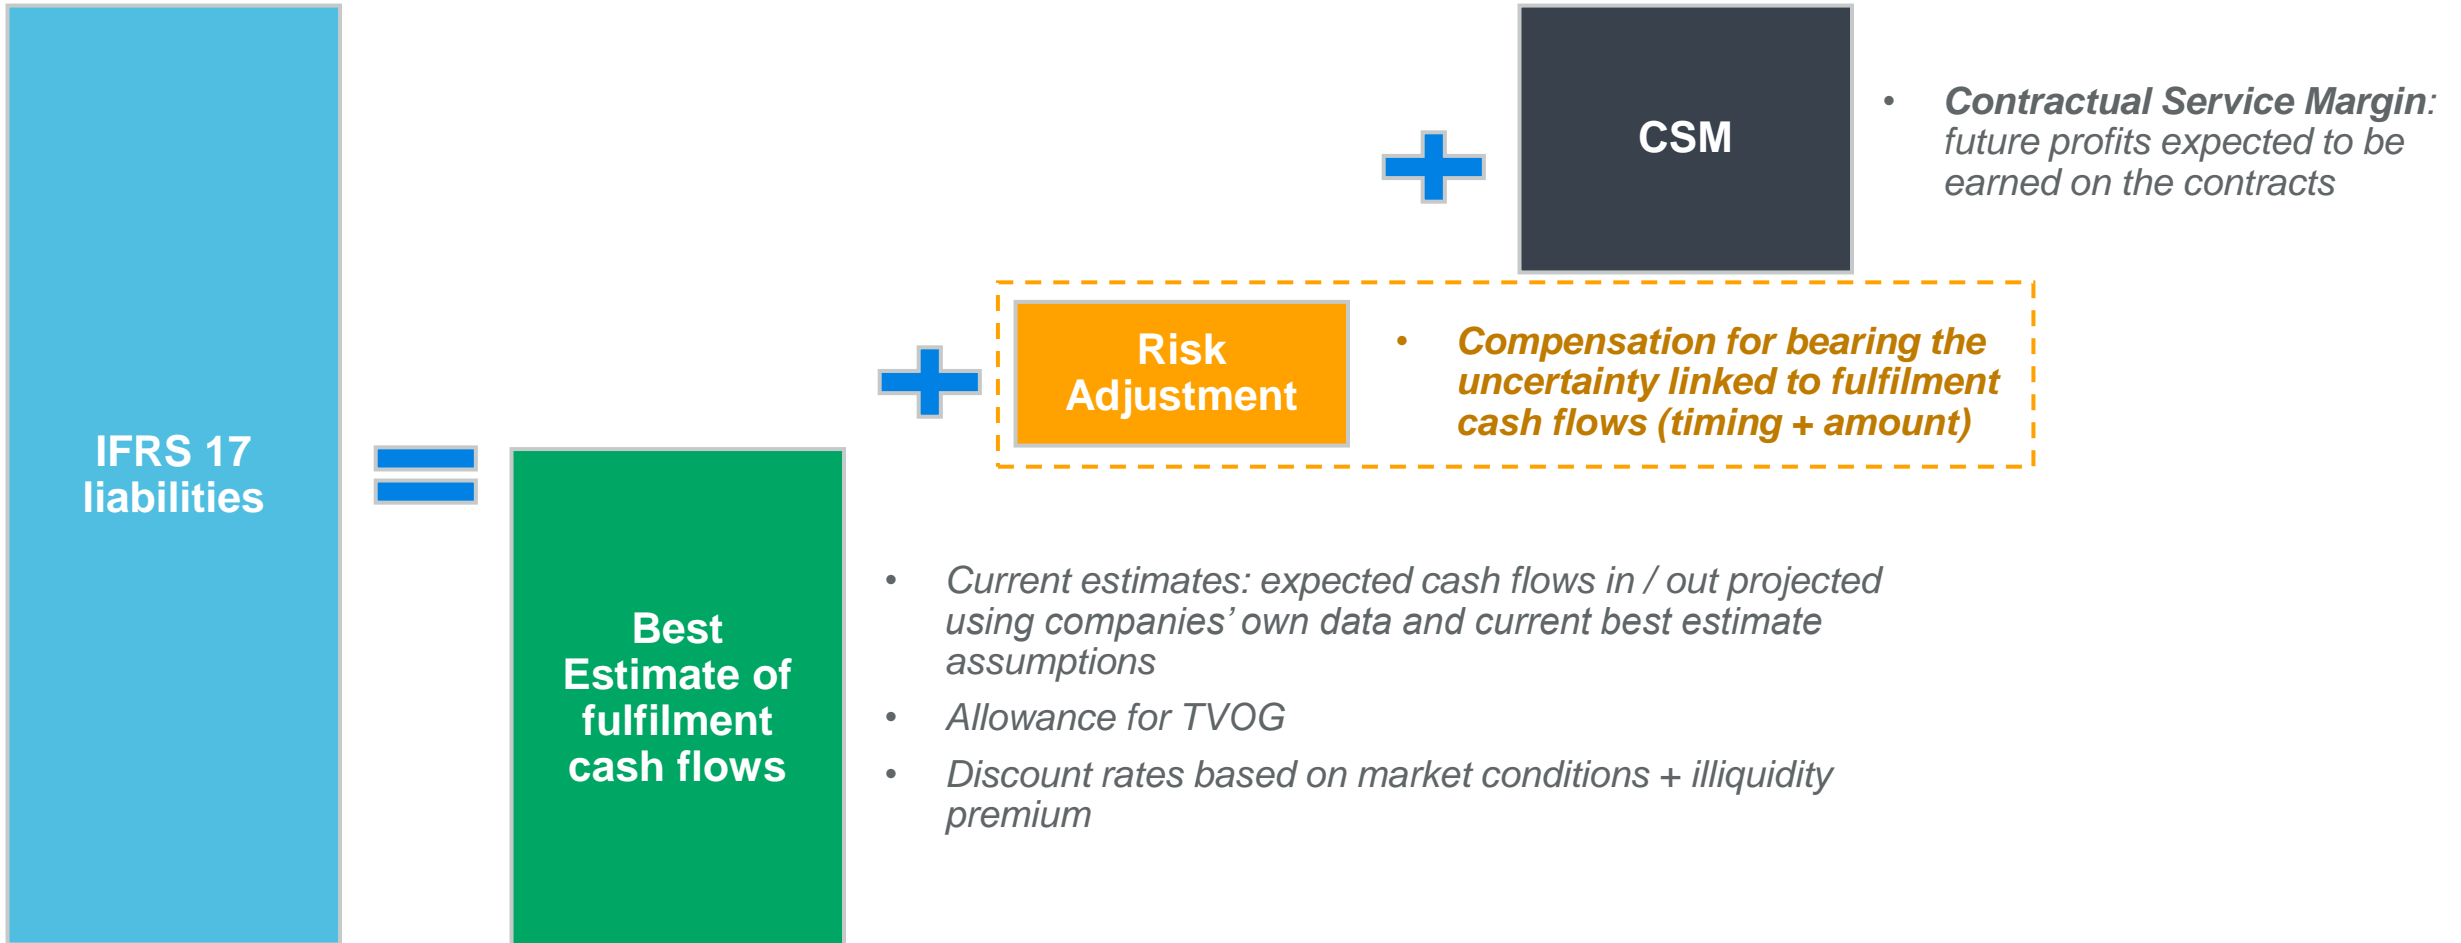 IFRS 17
liabilities
Best
Estimate of
fulfilment
cash flows
• Current estimates: expected cash flows in / out projected
using companies’ own data and current best estimate
assumptions
• Allowance for TVOG
• Discount rates based on market conditions + illiquidity
premium
Risk
Adjustment
• Compensation for bearing the
uncertainty linked to fulfilment
cash flows (timing + amount)
CSM
• Contractual Service Margin:
future profits expected to be
earned on the contracts